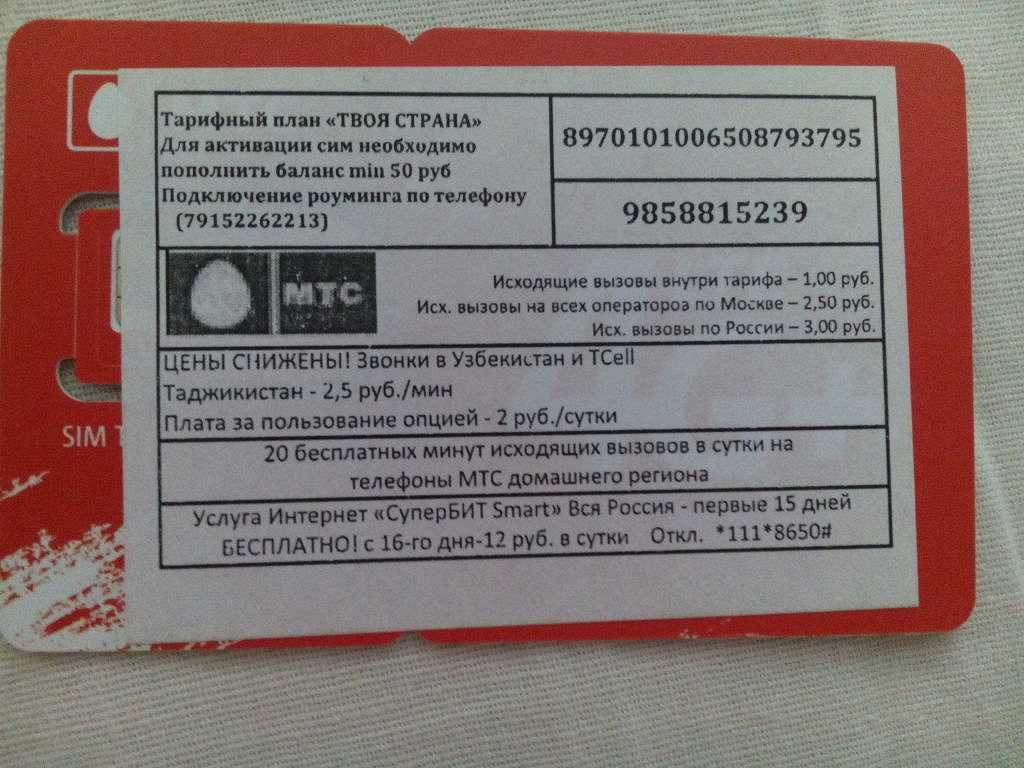 Тарифный план «ТВОЯ СТРАНА»
Для активации сим необходимо
пополнить баланс min 50 руб
Подключение роуминга по телефону
(79152262213)
8970101006508793795
9858815239
МТС
Исходящие вызовы внутри тарифа – 1,00 руб.
Исх. вызовы на всех операторов по Москве – 2,50 руб.
Исх. вызовы по России – 3,00 руб.
ЦЕНЫ СНИЖЕНЫ! Звонки в Узбекистан и TCell
Таджикистан - 2,5 руб./мин
Плата за пользование опцией - 2 руб./сутки
20 бесплатных минут исходящих вызовов в сутки на
телефоны МТС домашнего региона
Услуга Интернет «СуперБИТ Smart» Вся Россия - первые 15 дней
БЕСПЛАТНО! с 16-го дня-12 руб. в сутки Откл. *111*8650#
SIM